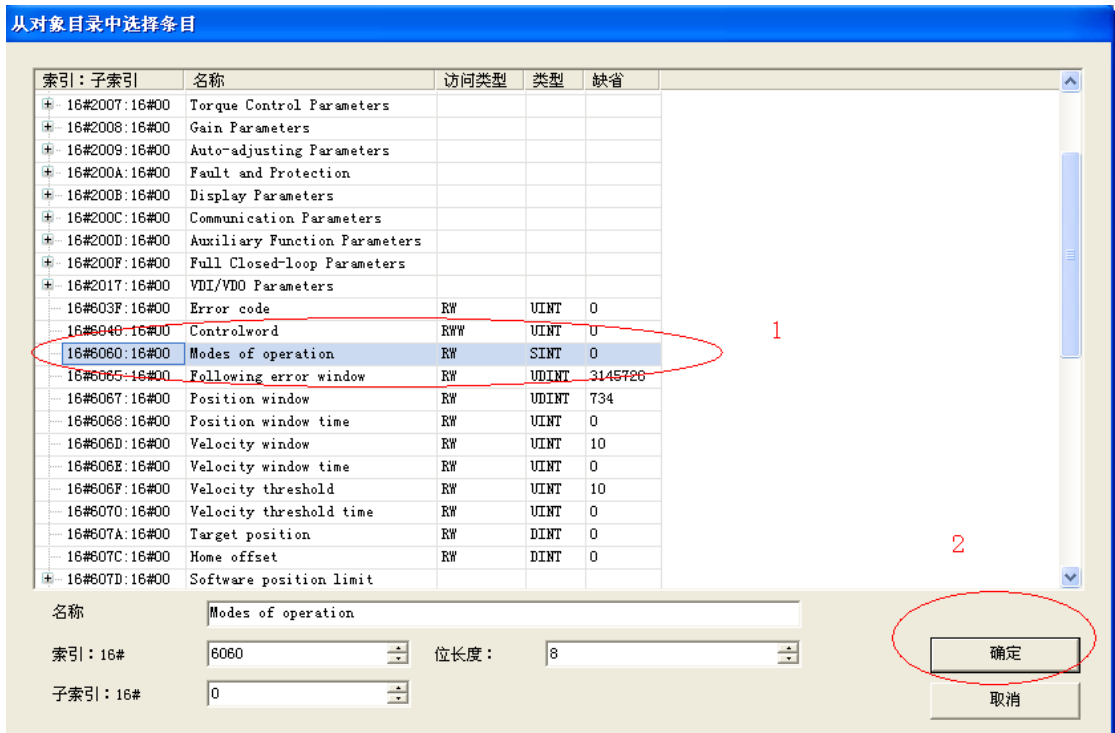 从对象目录中选择条目
索引：子索引 名称 访问类型 类型 缺省
16#2007:16#00 Torque Control Parameters
16#2008:16#00 Gain Parameters
16#2009:16#00 Auto-adjusting Parameters
16#200A:16#00 Fault and Protection
16#200B:16#00 Display Parameters
16#200C:16#00 Communication Parameters
16#200D:16#00 Auxiliary Function Parameters
16#200F:16#00 Full Closed-loop Parameters
16#2017:16#00 VDI/VDO Parameters
16#603F:16#00 Error code RW UINT 0
16#6040:16#00 Controlword RWW UINT 0
1
16#6060:16#00 Modes of operation RW SINT 0
16#6065:16#00 Following error window RW UDINT 3145728
16#6067:16#00 Position window RW UDINT 734
16#6068:16#00 Position window time RW UINT 0
16#606D:16#00 Velocity window RW UINT 10
16#606E:16#00 Velocity window time RW UINT 0
16#606F:16#00 Velocity threshold RW UINT 10
16#6070:16#00 Velocity threshold time RW UINT 0
16#607A:16#00 Target position RW DINT 0
2
16#607C:16#00 Home offset RW DINT 0
16#607D:16#00 Software position limit
名称 Modes of operation
索引：16# 6060 位长度： 8 确定
子索引：16# 0 取消